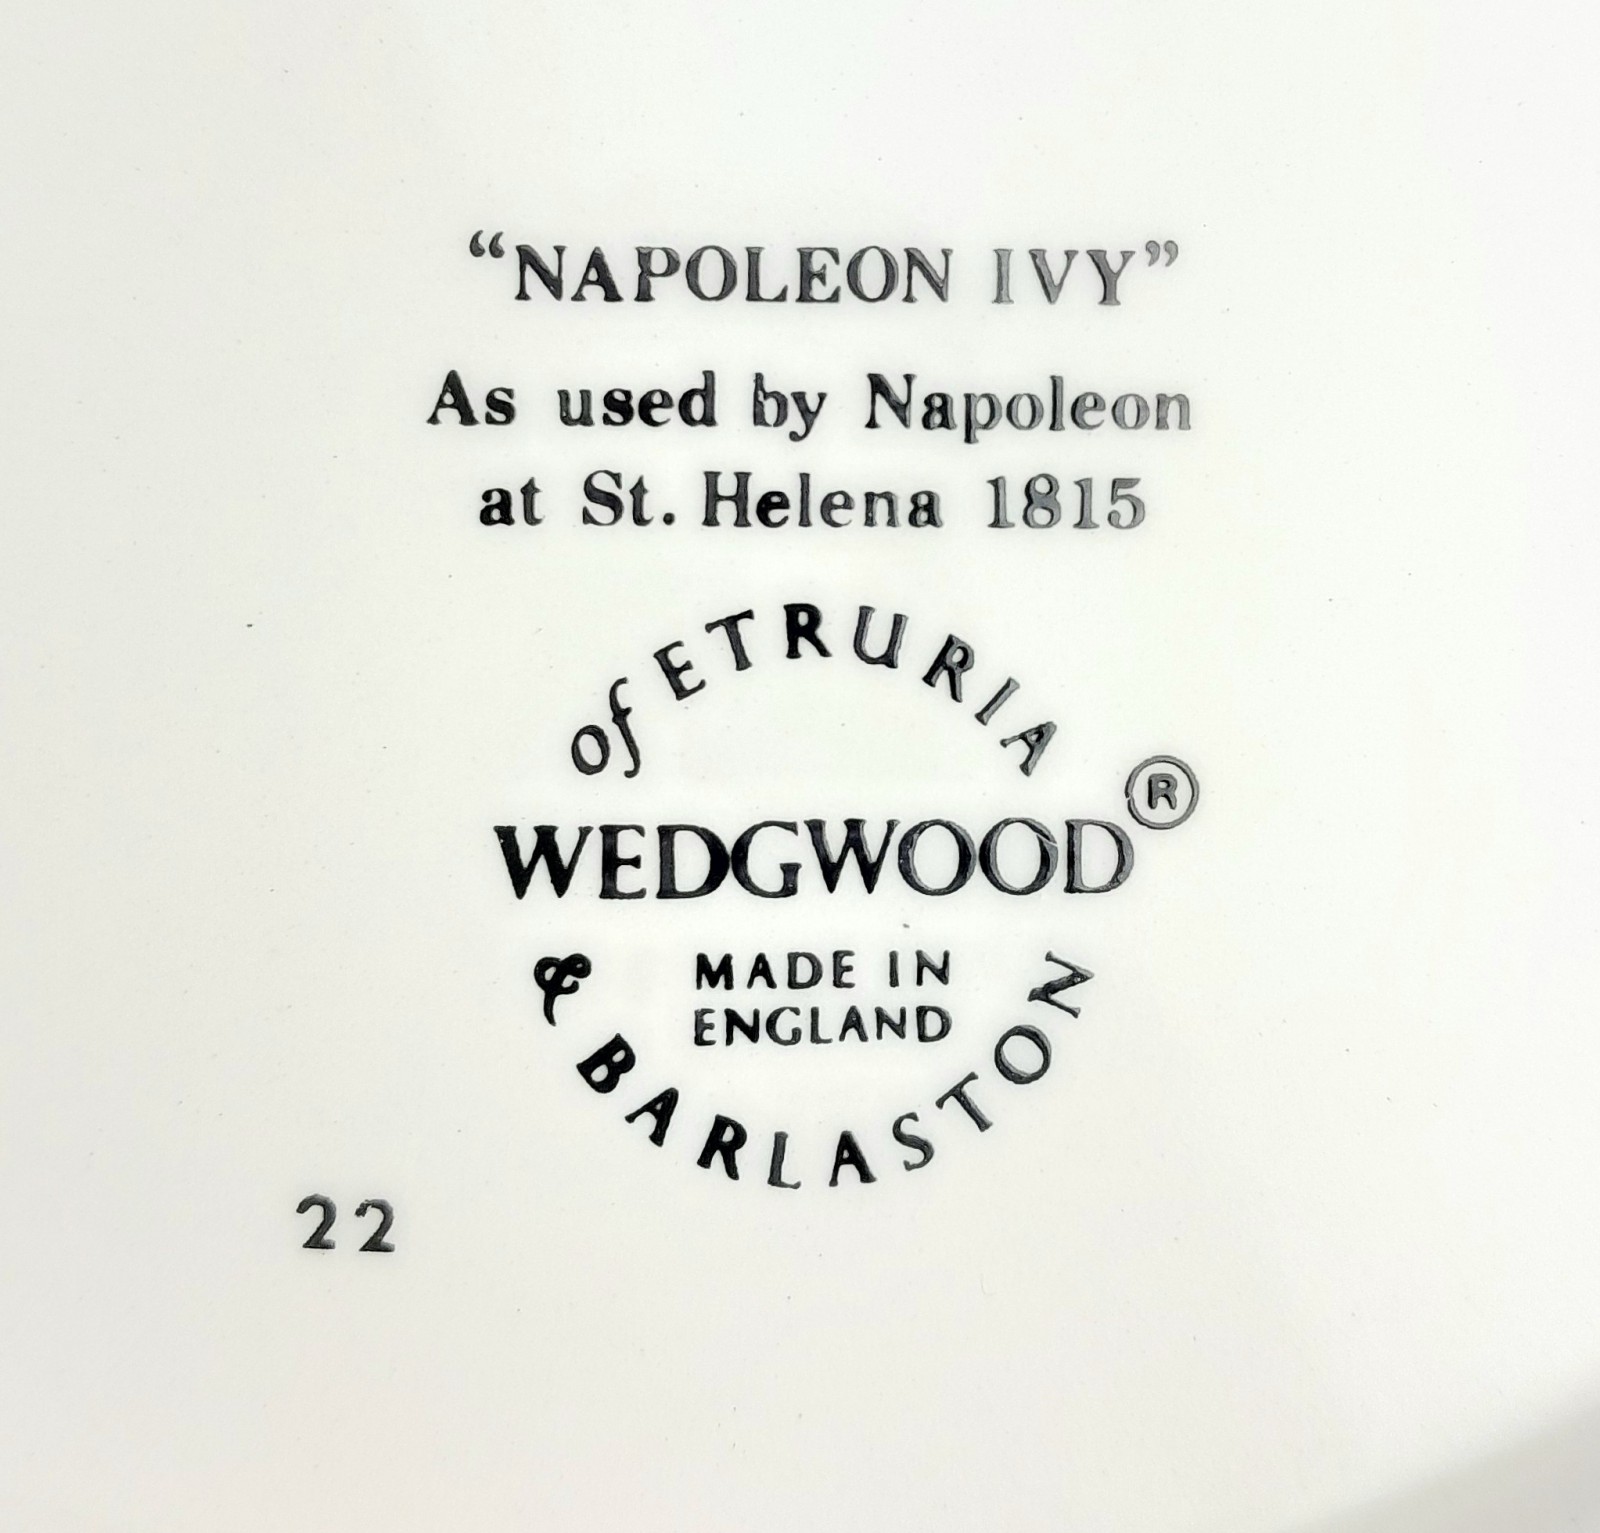 “NAPOLEON IVY”
As used by Napoleon
at St. Helena 1815
of ETRURIA
WEDGWOOD®
MADE IN
ENGLAND
& BARLASTON
22